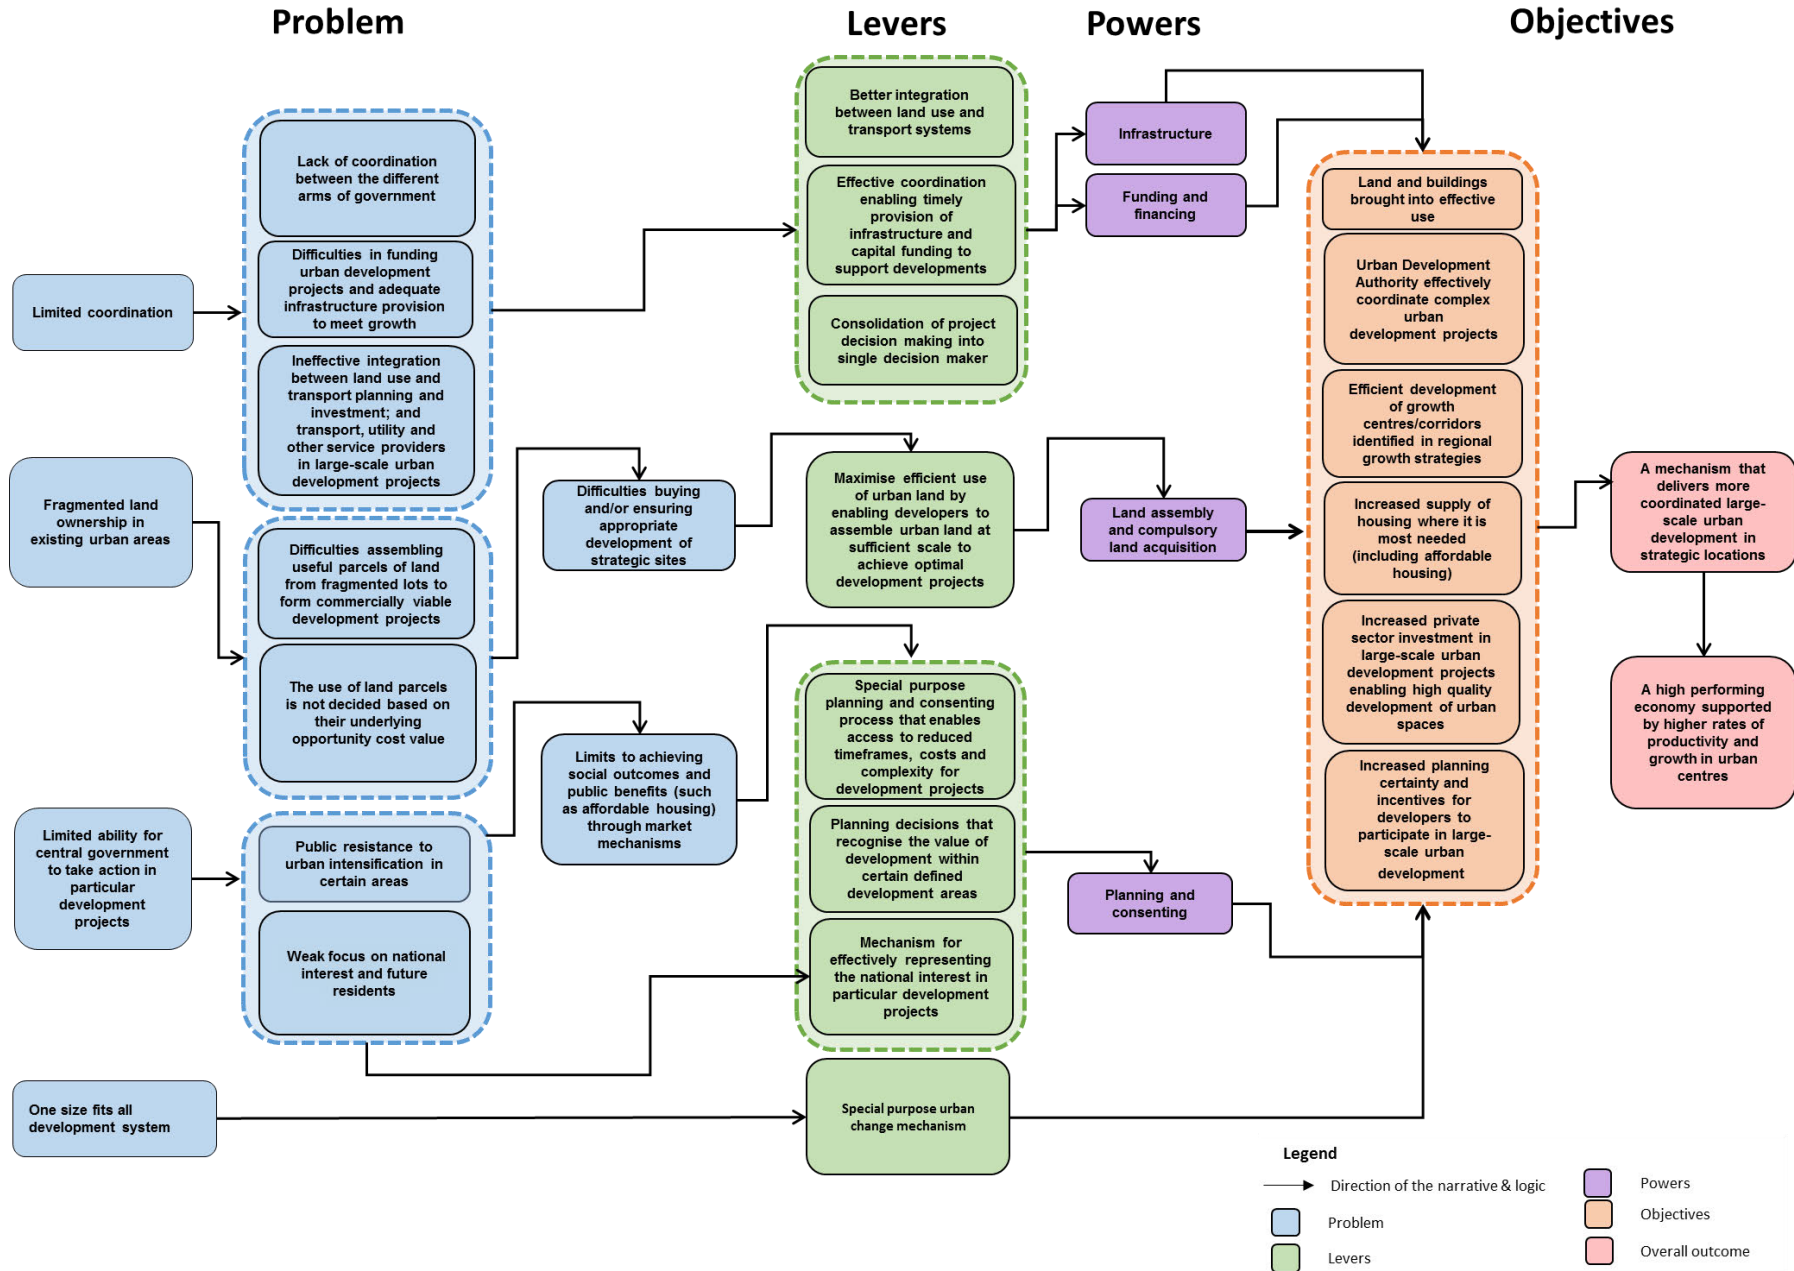 Problem
Levers
Powers
Objectives
Limited coordination
Fragmented land
ownership in
existing urban areas
Limited ability for
central government
to take action in
particular
development
projects
One size fits all
development system
Lack of coordination
between the different
arms of government
Difficulties in funding
urban development
projects and adequate
infrastructure provision
to meet growth
Ineffective integration
between land use and
transport planning and
investment; and
transport, utility and
other service providers
in large-scale urban
development projects
Difficulties assembling
useful parcels of land
from fragmented lots to
form commercially viable
development projects
The use of land parcels
is not decided based on
their underlying
opportunity cost value
Public resistance to
urban intensification in
certain areas
Weak focus on national
interest and future
residents
Difficulties buying
and/or ensuring
appropriate
development of
strategic sites
Limits to achieving
social outcomes and
public benefits (such
as affordable housing)
through market
mechanisms
Better integration
between land use and
transport systems
Effective coordination
enabling timely
provision of
infrastructure and
capital funding to
support developments
Consolidation of project
decision making into
single decision maker
Maximise efficient use
of urban land by
enabling developers to
assemble urban land at
sufficient scale to
achieve optimal
development projects
Special purpose
planning and consenting
process that enables
access to reduced
timeframes, costs and
complexity for
development projects
Planning decisions that
recognise the value of
development within
certain defined
development areas
Mechanism for
effectively representing
the national interest in
particular development
projects
Special purpose urban
change mechanism
Infrastructure
Funding and
financing
Land assembly
and compulsory
land acquisition
Planning and
consenting
Land and buildings
brought into effective
use
Urban Development
Authority effectively
coordinate complex
urban
development projects
Efficient development
of growth
centres/corridors
identified in regional
growth strategies
Increased supply of
housing where it is
most needed
(including affordable
housing)
Increased private
sector investment in
large-scale urban
development projects
enabling high quality
development of urban
spaces
Increased planning
certainty and
incentives for
developers to
participate in large-
scale urban
development
A mechanism that
delivers more
coordinated large-
scale urban
development in
strategic locations
A high performing
economy supported
by higher rates of
productivity and
growth in urban
centres
Legend
Direction of the narrative & logic
Problem
Levers
Powers
Objectives
Overall outcome